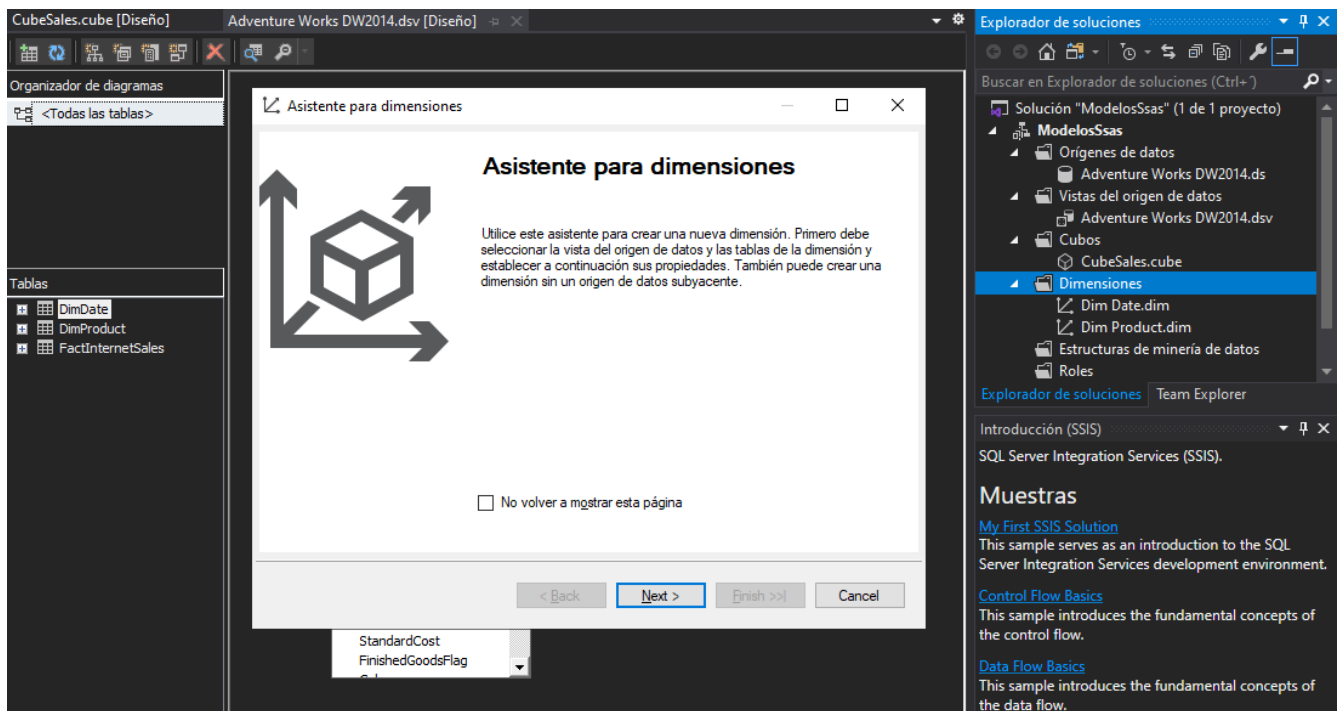 CubeSales.cube [Diseño]
Adventure Works DW2014.dsv [Diseño]
Organizador de diagramas
<Todas las tablas>
Tablas
DimDate
DimProduct
FactInternetSales
Asistente para dimensiones
Asistente para dimensiones
Utilice este asistente para crear una nueva dimensión. Primero debe
seleccionar la vista del origen de datos y las tablas de la dimensión y
establecer a continuación sus propiedades. También puede crear una
dimensión sin un origen de datos subyacente.
No volver a mostrar esta página
< Back
Next >
Finish >>|
Cancel
StandardCost
FinishedGoodsFlag
Explorador de soluciones
Buscar en Explorador de soluciones (Ctrl+´)
Solución "ModelosSsas" (1 de 1 proyecto)
ModelosSsas
Orígenes de datos
Adventure Works DW2014.ds
Vistas del origen de datos
Adventure Works DW2014.dsv
Cubos
CubeSales.cube
Dimensiones
Dim Date.dim
Dim Product.dim
Estructuras de minería de datos
Roles
Explorador de soluciones
Team Explorer
Introducción (SSIS)
SQL Server Integration Services (SSIS).
Muestras
My First SSIS Solution
This sample serves as an introduction to the SQL
Server Integration Services development environment.
Control Flow Basics
This sample introduces the fundamental concepts of
the control flow.
Data Flow Basics
This sample introduces the fundamental concepts of
the data flow.